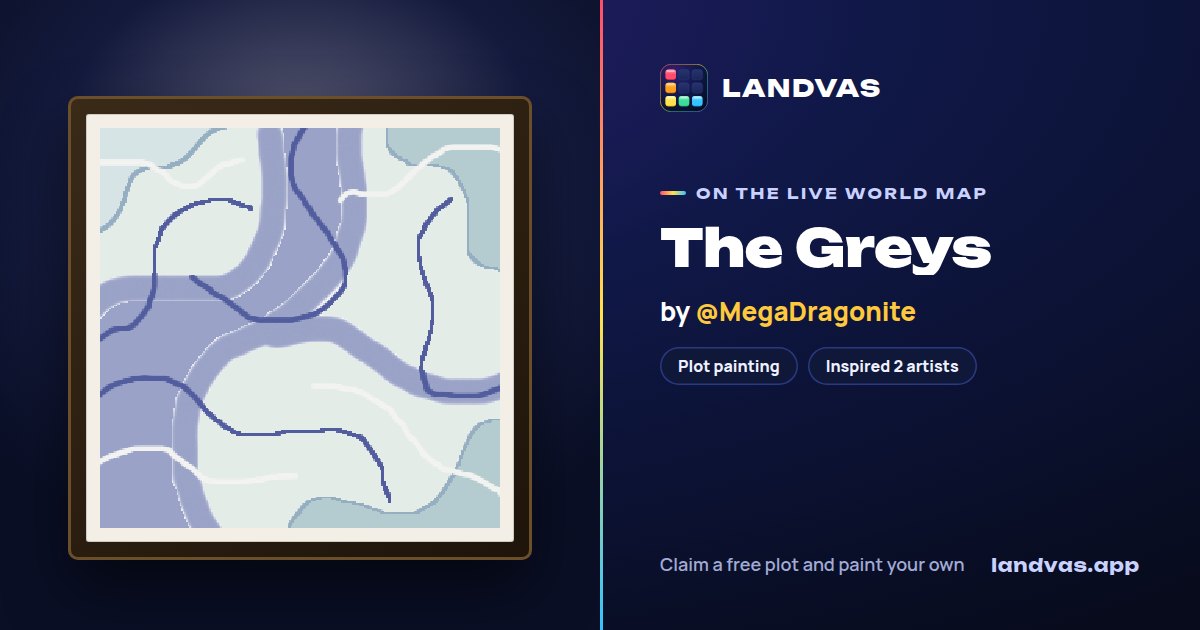 LANDVAS
ON THE LIVE WORLD MAP
The Greys
by @MegaDragonite
Plot painting
Inspired 2 artists
Claim a free plot and paint your own
landvas.app